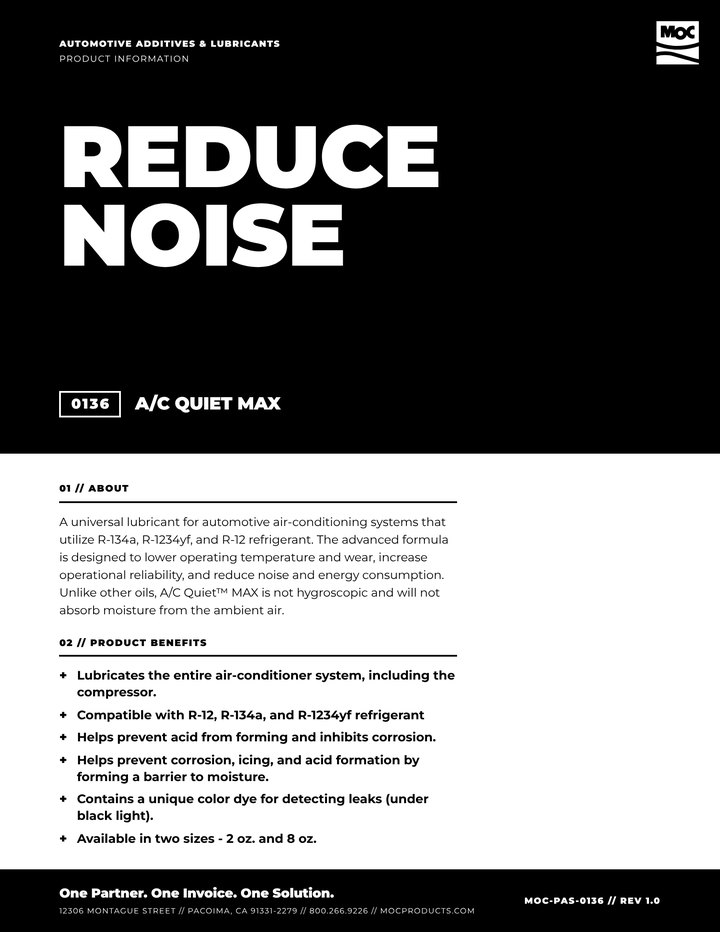 AUTOMOTIVE ADDITIVES & LUBRICANTS
PRODUCT INFORMATION
MOC
REDUCE
NOISE
0136 A/C QUIET MAX
01 // ABOUT
A universal lubricant for automotive air-conditioning systems that
utilize R-134a, R-1234yf, and R-12 refrigerant. The advanced formula
is designed to lower operating temperature and wear, increase
operational reliability, and reduce noise and energy consumption.
Unlike other oils, A/C Quiet™ MAX is not hygroscopic and will not
absorb moisture from the ambient air.
02 // PRODUCT BENEFITS
+ Lubricates the entire air-conditioner system, including the
compressor.
+ Compatible with R-12, R-134a, and R-1234yf refrigerant
+ Helps prevent acid from forming and inhibits corrosion.
+ Helps prevent corrosion, icing, and acid formation by
forming a barrier to moisture.
+ Contains a unique color dye for detecting leaks (under
black light).
+ Available in two sizes - 2 oz. and 8 oz.
One Partner. One Invoice. One Solution.
12306 MONTAGUE STREET // PACOIMA, CA 91331-2279 // 800.266.9226 // MOCPRODUCTS.COM
MOC-PAS-0136 // REV 1.0